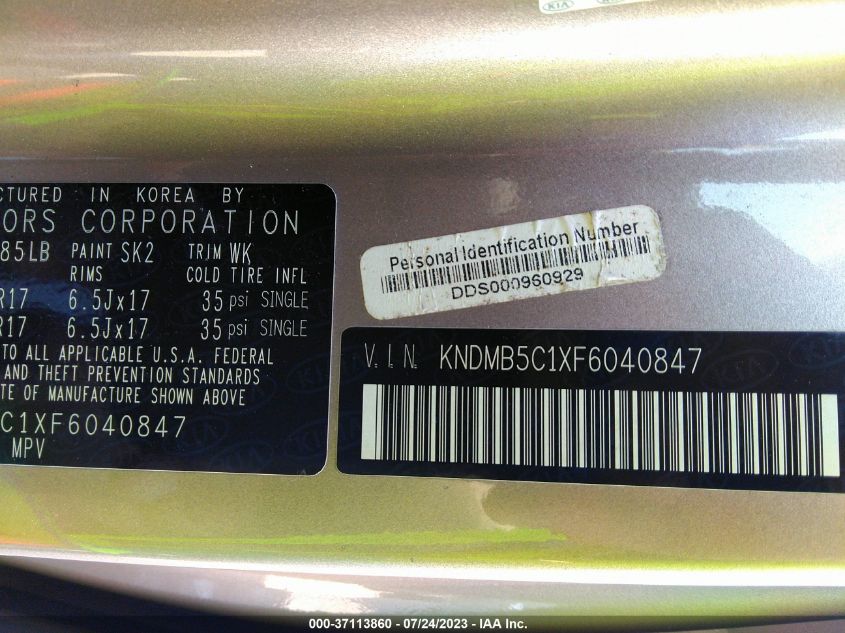 KIA
CTURED IN KOREA BY
ORS CORPORATION
85LB PAINT SK2 TRIM WK
RIMS COLD TIRE INFL
R17 6.5Jx17 35 psi SINGLE
R17 6.5Jx17 35 psi SINGLE
TO ALL APPLICABLE U.S.A. FEDERAL
AND THEFT PREVENTION STANDARDS
TE OF MANUFACTURE SHOWN ABOVE
C1XF6040847
MPV
Personal Identification Number
DDS000960929
V.I.N. KNDMB5C1XF6040847
000-37113860 - 07/24/2023 - IAA Inc.